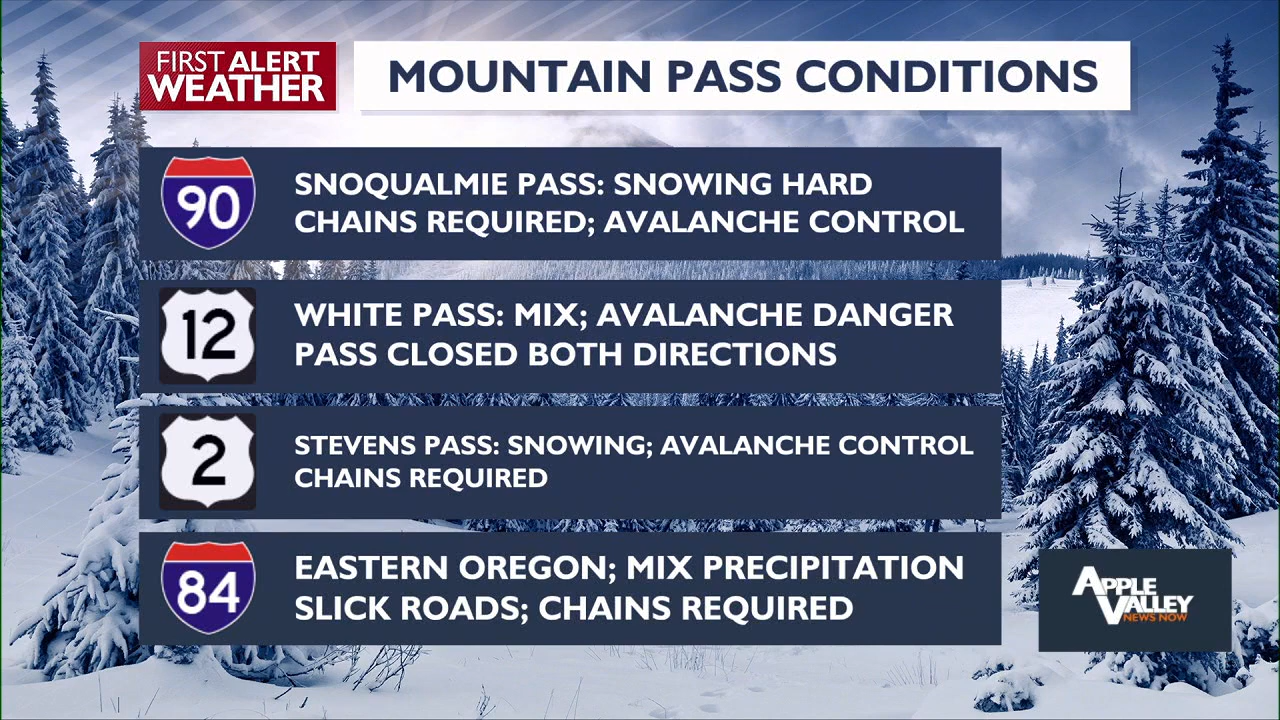 FIRST ALERT
WEATHER
MOUNTAIN PASS CONDITIONS
90
SNOQUALMIE PASS: SNOWING HARD
CHAINS REQUIRED; AVALANCHE CONTROL
12
WHITE PASS: MIX; AVALANCHE DANGER
PASS CLOSED BOTH DIRECTIONS
2
STEVENS PASS: SNOWING; AVALANCHE CONTROL
CHAINS REQUIRED
84
EASTERN OREGON; MIX PRECIPITATION
SLICK ROADS; CHAINS REQUIRED
APPLE
VALLEY
NEWS NOW